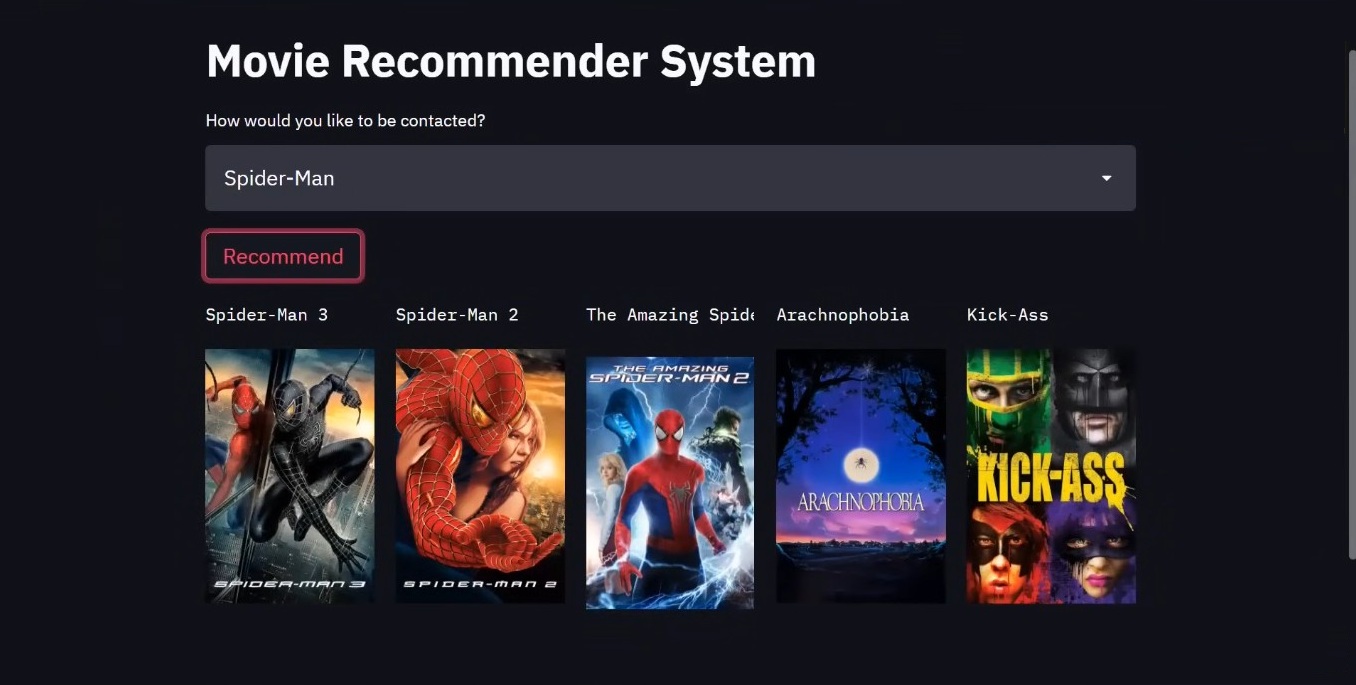 Movie Recommender System
How would you like to be contacted?
Spider-Man
Recommend
Spider-Man 3
Spider-Man 2
The Amazing Spide
Arachnophobia
Kick-Ass
SPIDER-MAN 3
SPIDER-MAN 2
THE AMAZING
SPIDER-MAN 2
ARACHNOPHOBIA
KICK-ASS